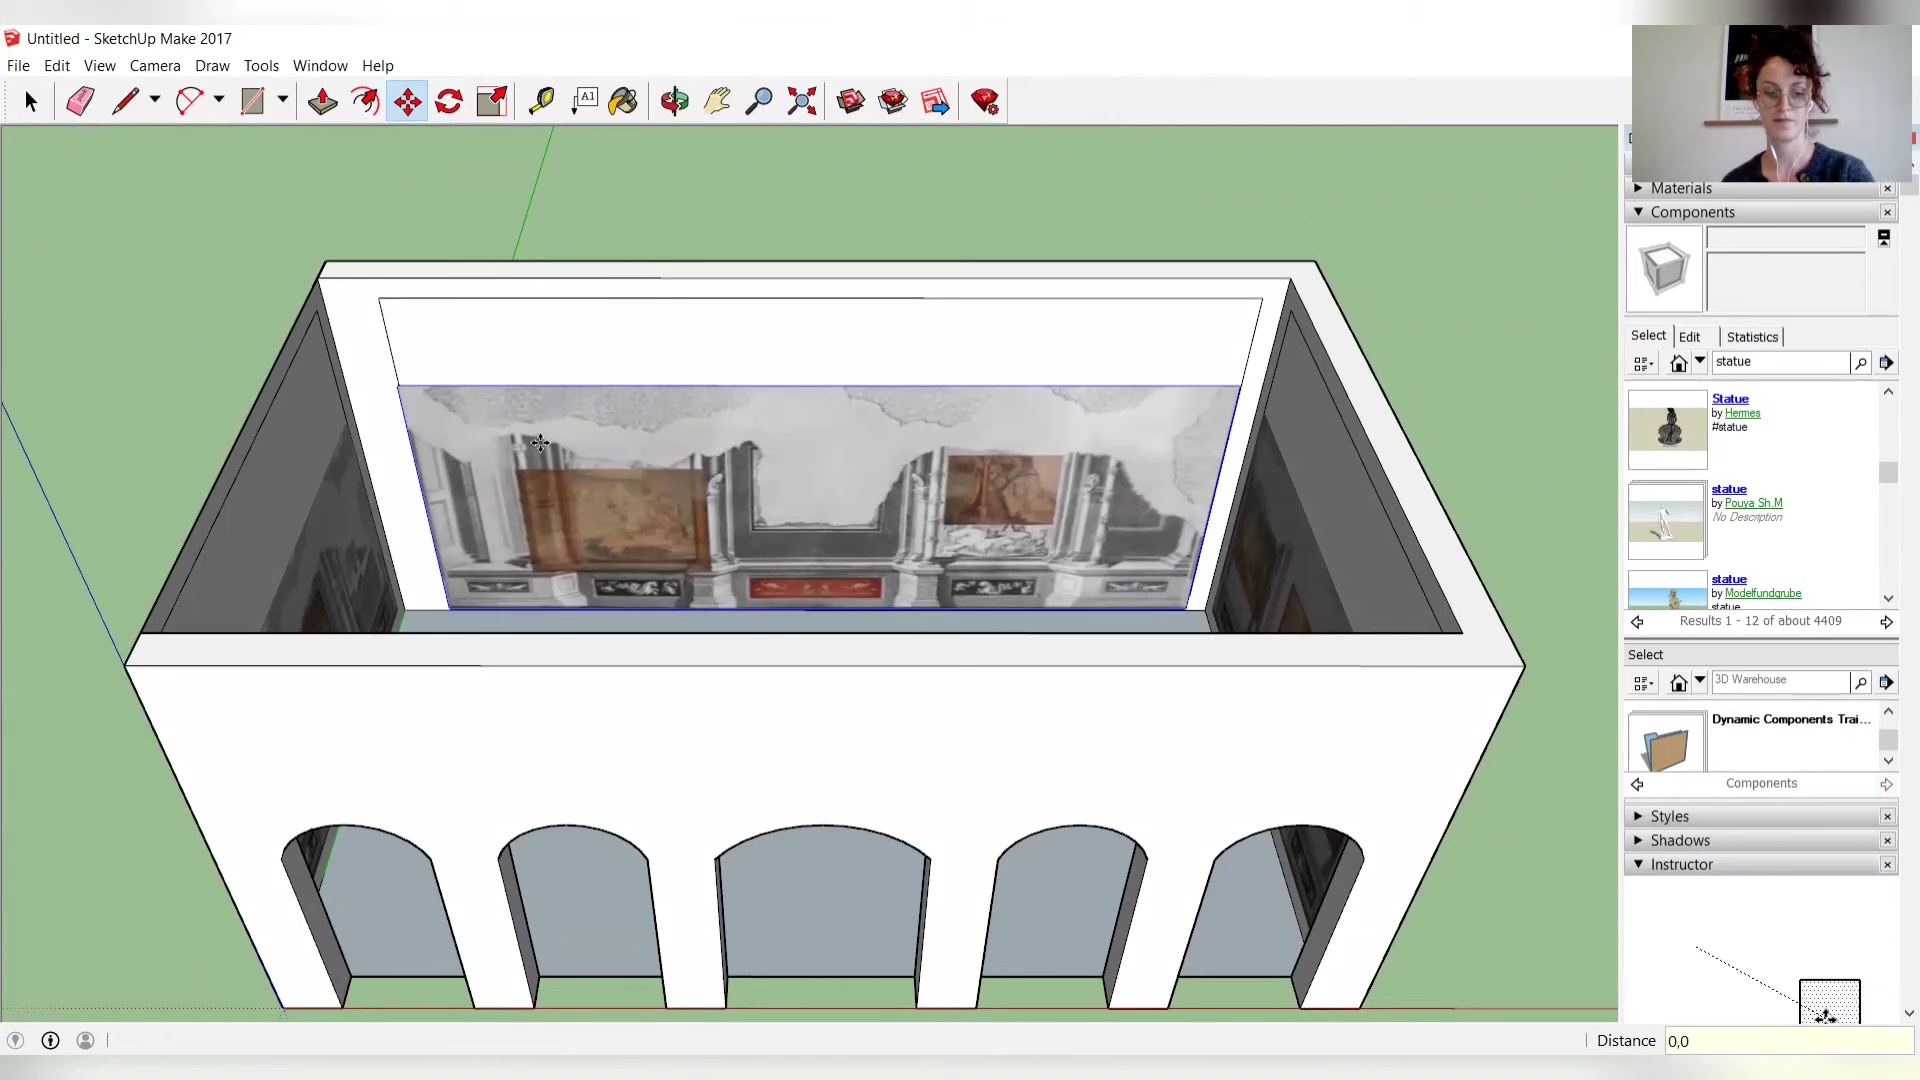 Untitled - SketchUp Make 2017
File Edit View Camera Draw Tools Window Help
A1
Materials
Components
Select Edit Statistics
statue
Statue
by Hermes
#statue
statue
by Pouya Sh.M
No Description
statue
by Modelfundgrube
statue
Results 1 - 12 of about 4409
Select
3D Warehouse
Dynamic Components Trai...
Components
Styles
Shadows
Instructor
Distance 0,0